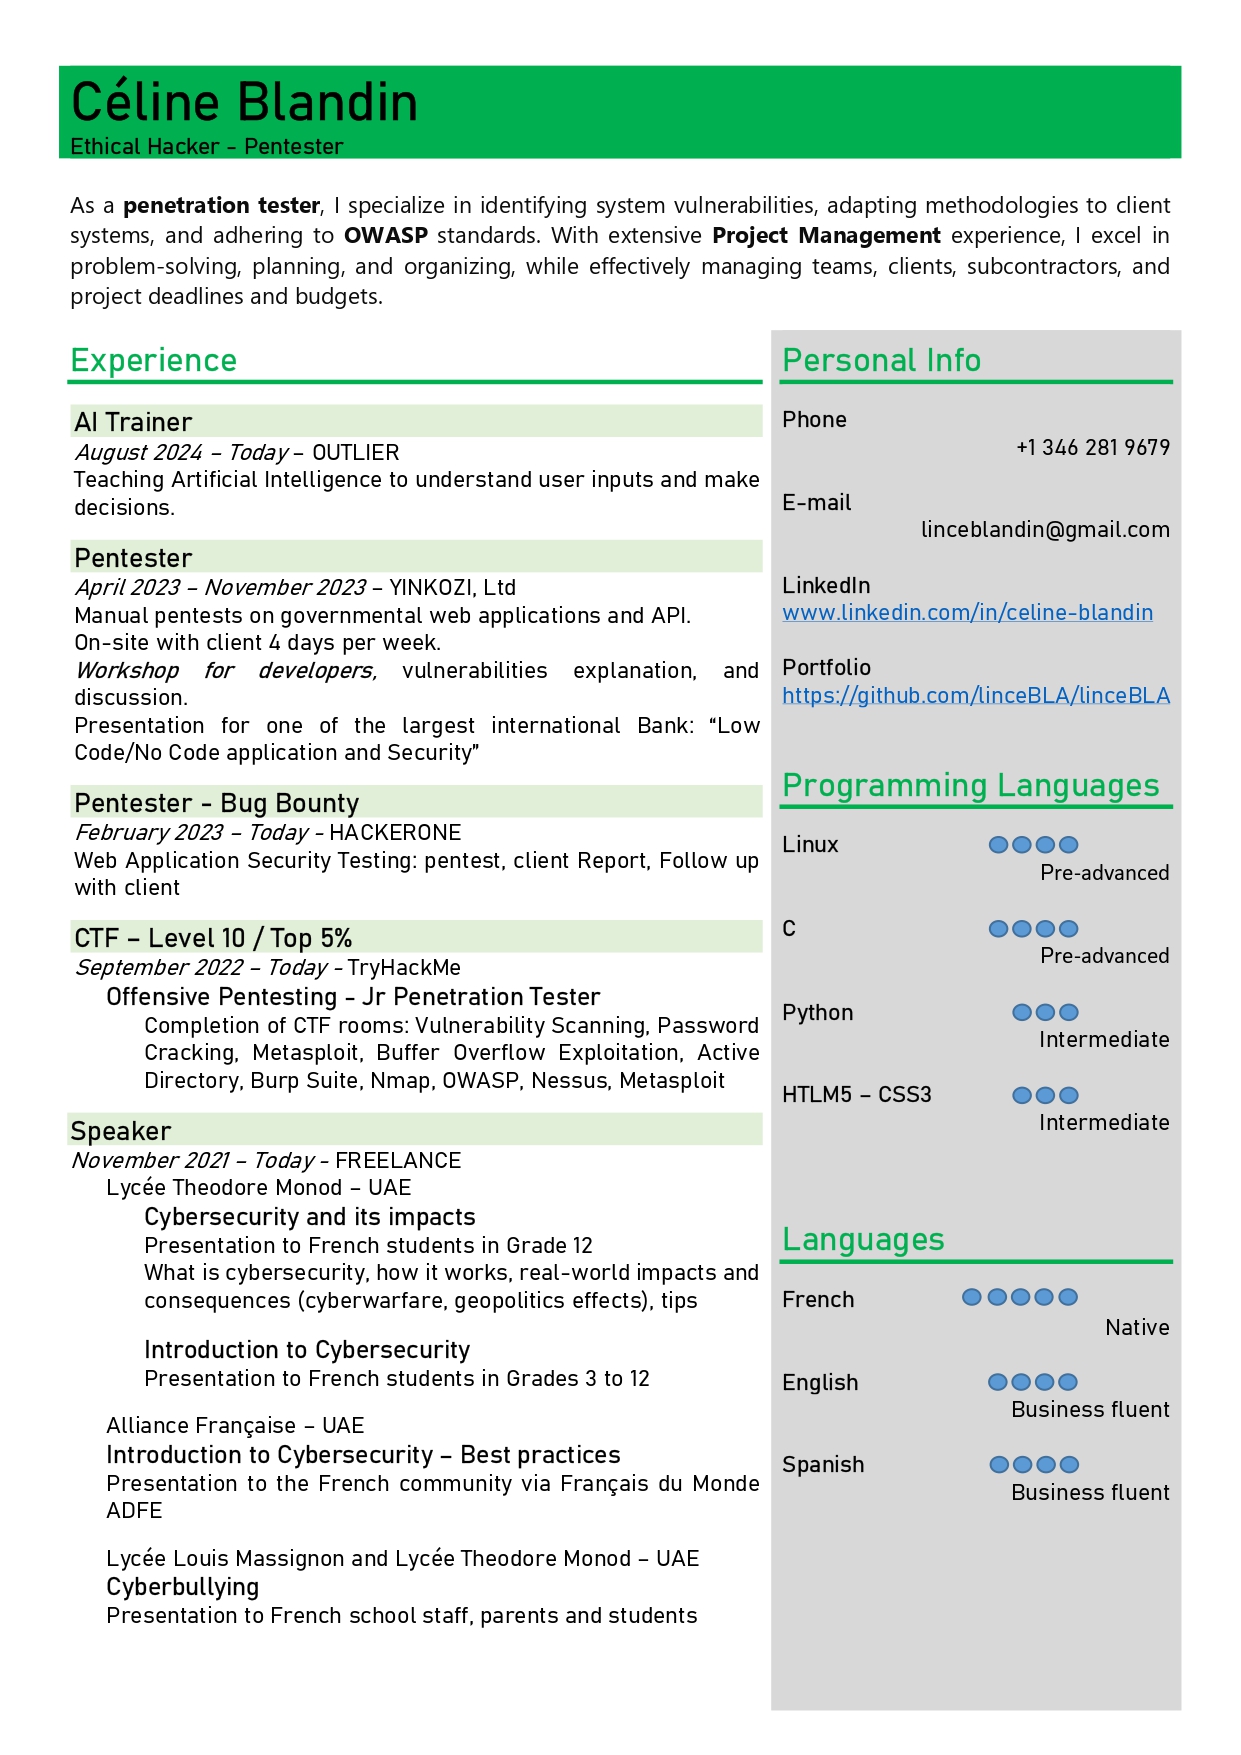 Céline Blandin
Ethical Hacker - Pentester
As a penetration tester, I specialize in identifying system vulnerabilities, adapting methodologies to client
systems, and adhering to OWASP standards. With extensive Project Management experience, I excel in
problem-solving, planning, and organizing, while effectively managing teams, clients, subcontractors, and
project deadlines and budgets.
Experience
AI Trainer
August 2024 – Today – OUTLIER
Teaching Artificial Intelligence to understand user inputs and make
decisions.
Pentester
April 2023 – November 2023 – YINKOZI, Ltd
Manual pentests on governmental web applications and API.
On-site with client 4 days per week.
Workshop for developers, vulnerabilities explanation, and
discussion.
Presentation for one of the largest international Bank: “Low
Code/No Code application and Security”
Pentester - Bug Bounty
February 2023 – Today - HACKERONE
Web Application Security Testing: pentest, client Report, Follow up
with client
CTF – Level 10 / Top 5%
September 2022 – Today - TryHackMe
Offensive Pentesting - Jr Penetration Tester
Completion of CTF rooms: Vulnerability Scanning, Password
Cracking, Metasploit, Buffer Overflow Exploitation, Active
Directory, Burp Suite, Nmap, OWASP, Nessus, Metasploit
Speaker
November 2021 – Today - FREELANCE
Lycée Theodore Monod – UAE
Cybersecurity and its impacts
Presentation to French students in Grade 12
What is cybersecurity, how it works, real-world impacts and
consequences (cyberwarfare, geopolitics effects), tips
Introduction to Cybersecurity
Presentation to French students in Grades 3 to 12
Alliance Française – UAE
Introduction to Cybersecurity – Best practices
Presentation to the French community via Français du Monde
ADFE
Lycée Louis Massignon and Lycée Theodore Monod – UAE
Cyberbullying
Presentation to French school staff, parents and students
Personal Info
Phone
+1 346 281 9679
E-mail
linceblandin@gmail.com
LinkedIn
www.linkedin.com/in/celine-blandin
Portfolio
https://github.com/linceBLA/linceBLA
Programming Languages
Linux
Pre-advanced
C
Pre-advanced
Python
Intermediate
HTLM5 – CSS3
Intermediate
Languages
French
Native
English
Business fluent
Spanish
Business fluent